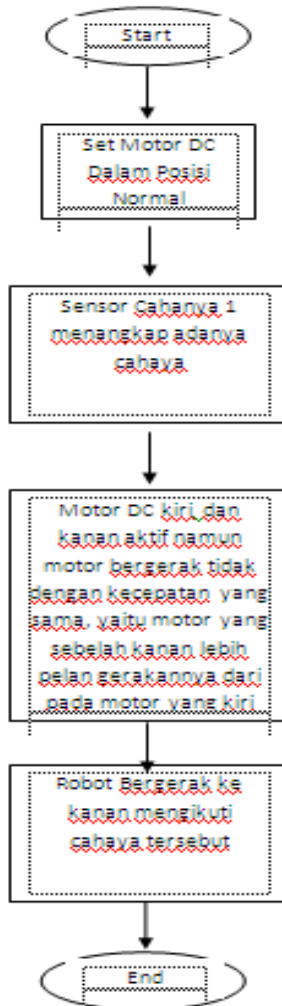 Start
Set Motor DC
Dalam Posisi
Normal
Sensor Cahanya 1
menangkap adanya
cahaya
Motor DC kiri dan
kanan aktif namun
motor bergerak tidak
dengan kecepatan yang
sama, yaitu motor yang
sebelah kanan lebih
pelan gerakannya dari
pada motor yang kiri
Robot Bergerak ke
kanan mengikuti
cahaya tersebut
End